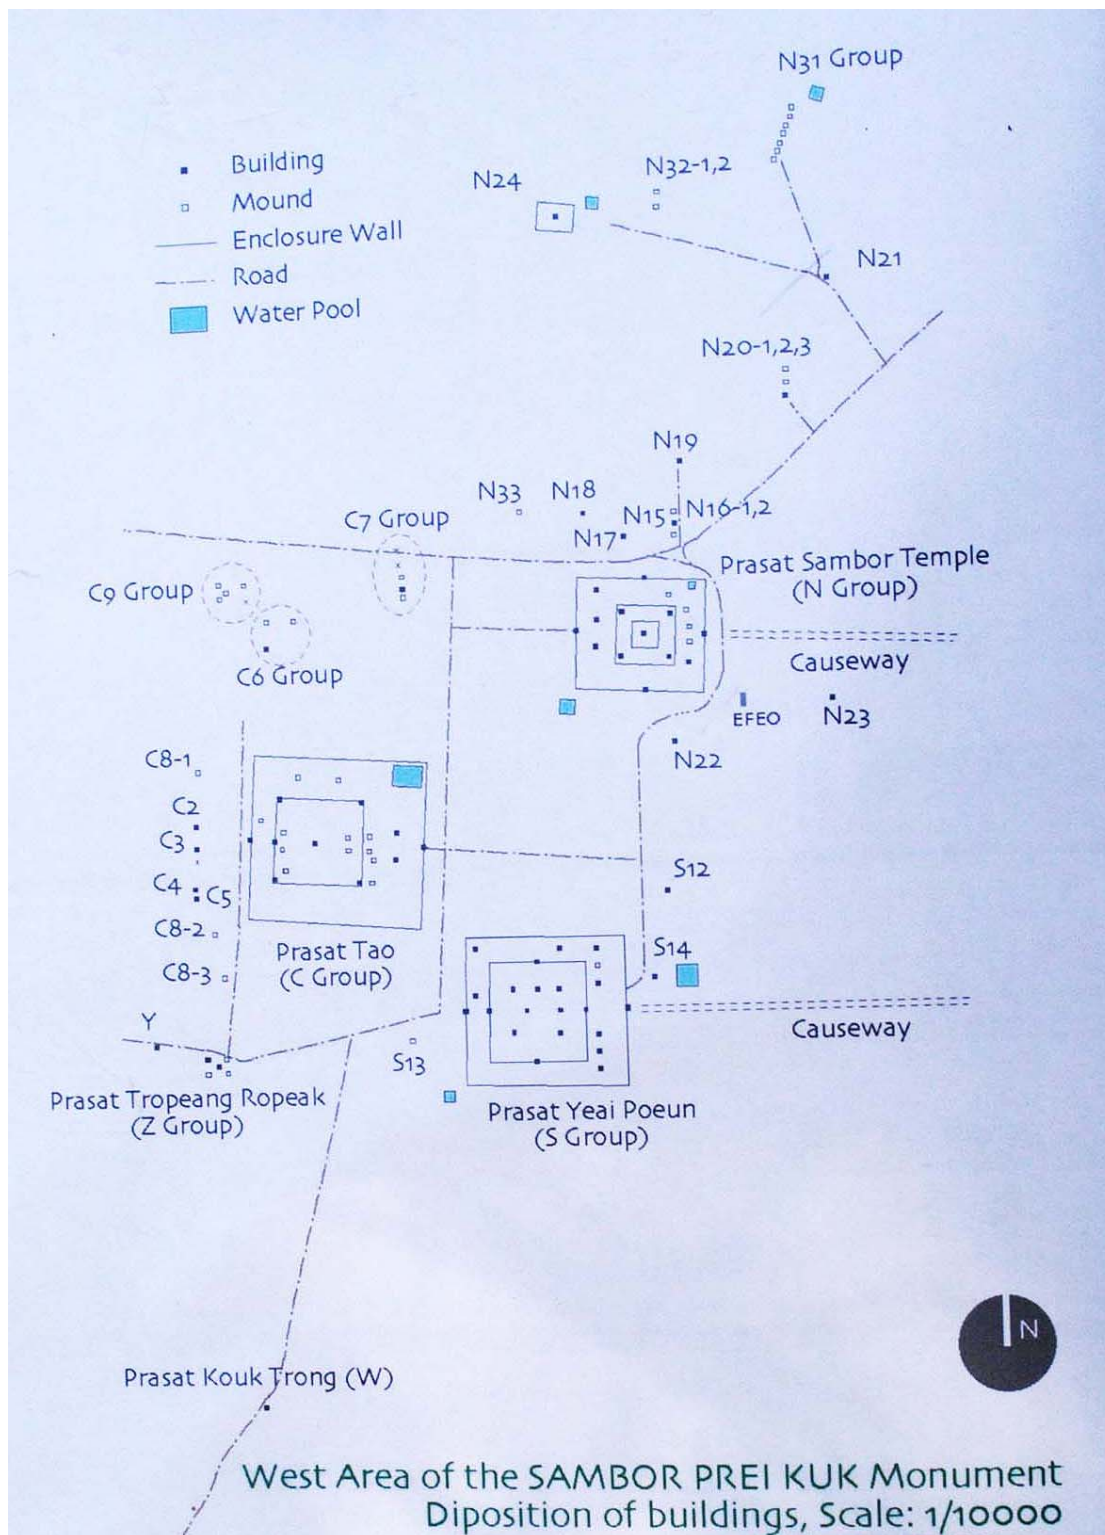 N31 Group
Building
Mound
Enclosure Wall
Road
Water Pool
N24
N32-1,2
N21
N20-1,2,3
N19
N33
N18
N15
N16-1,2
N17
C7 Group
C9 Group
C6 Group
Prasat Sambor Temple
(N Group)
Causeway
EFEO
N23
N22
C8-1
C2
C3
C4
C5
C8-2
C8-3
Prasat Tao
(C Group)
S12
S14
Causeway
Y
S13
Prasat Tropeang Ropeak
(Z Group)
Prasat Yeai Poeun
(S Group)
N
Prasat Kouk Trong (W)
West Area of the SAMBOR PREI KUK Monument
Diposition of buildings, Scale: 1/10000